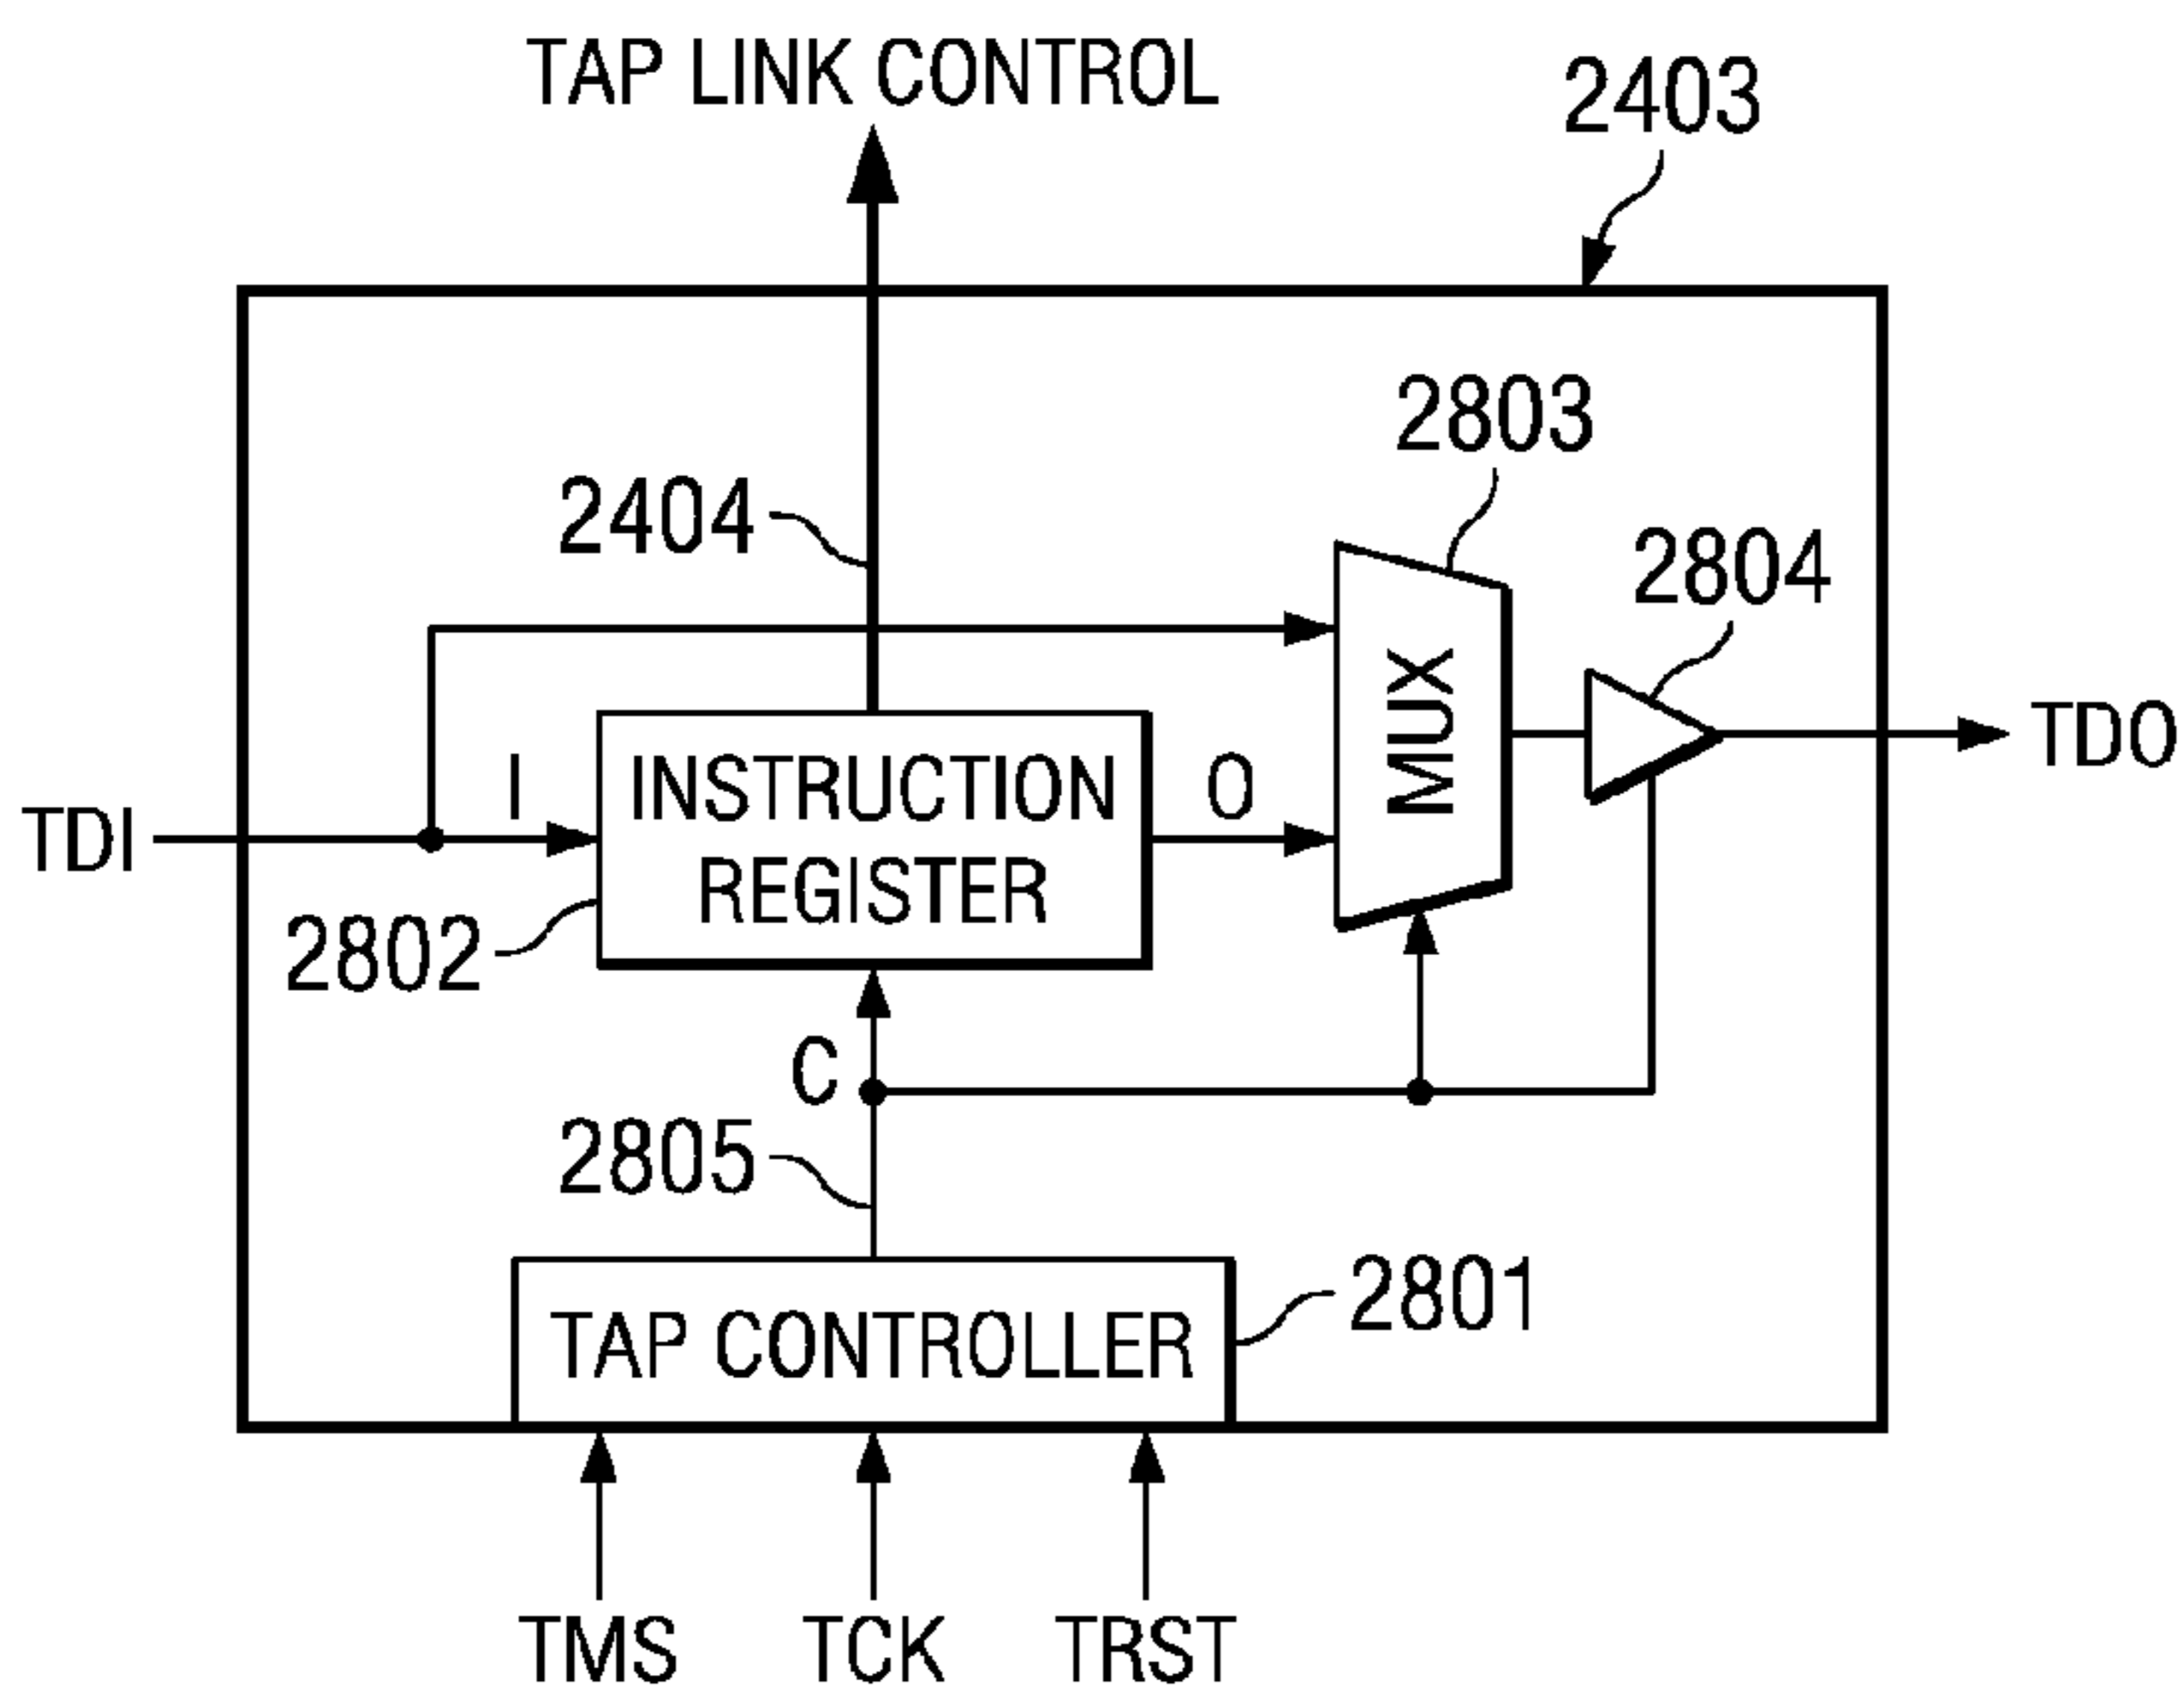 TAP LINK CONTROL
2403
2803
2404
2804
MUX
TDO
I
INSTRUCTION
REGISTER
O
TDI
2802
C
2805
2801
TAP CONTROLLER
TMS TCK TRST